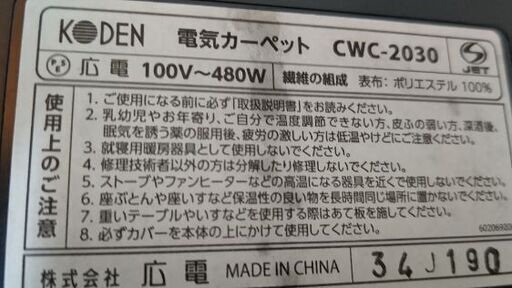 KODEN 電気カーペット CWC-2030
PSE 広電 100V～480W 繊維の組成 表布：ポリエステル 100% JET
使用上のご注意
1. ご使用になる前に必ず「取扱説明書」をお読みください。
2. 乳幼児やお年寄り、ご自分で温度調節できない方、皮ふの弱い方、深酒後、
眠気を誘う薬の服用後、疲労の激しい方は低温やけどにご注意ください。
3. 就寝用暖房器具として使用しないでください。
4. 修理技術者以外の方は分解したり修理しないでください。
5. ストーブやファンヒーターなどの高温になる器具を近くで使用しないでください。
6. 座ぶとんや座いすなど保温性の良い物を長時間同じ場所に置かないでください。
7. 重いテーブルやいすなどを使用する際はあて板を施してください。
8. 必ずカバーを本体の上にかけて使用してください。
株式会社 広電 MADE IN CHINA 34J190